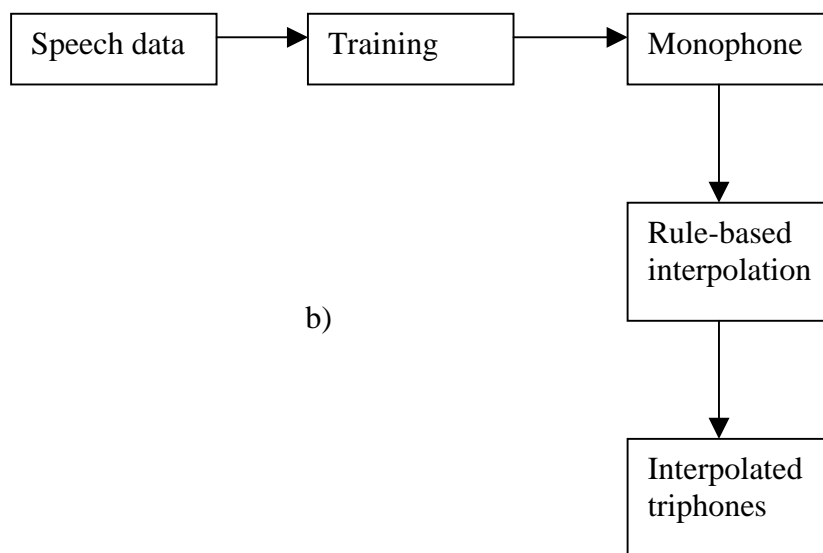 Speech data
Training
Monophone
Rule-based
interpolation
b)
Interpolated
triphones